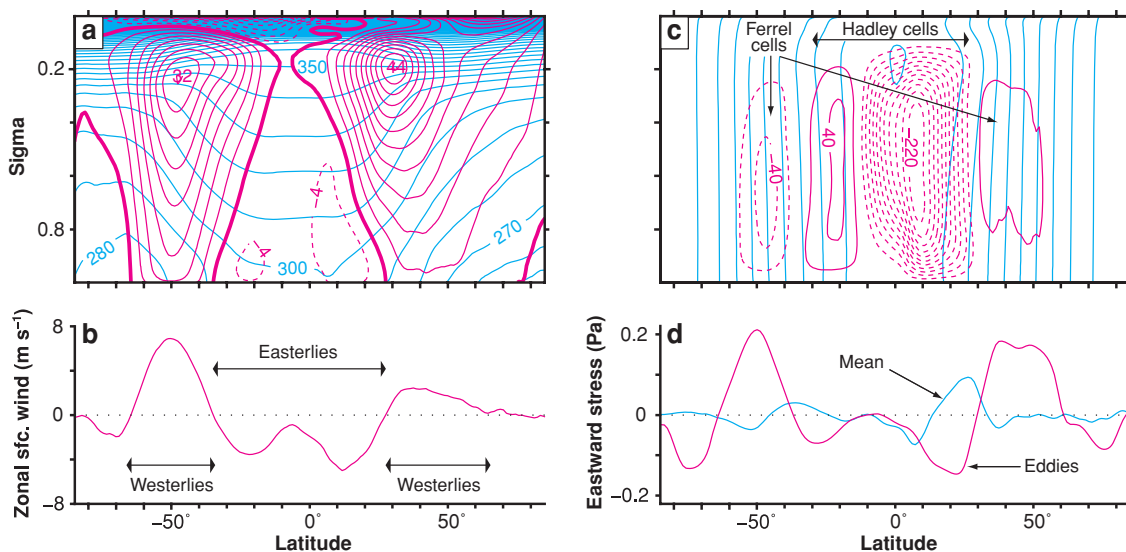 a
Sigma
0.2
0.8
32
44
350
300
280
270
−4
−4
c
Ferrel
cells
Hadley cells
−40
40
−220
b
Zonal sfc. wind (m s⁻¹)
8
0
−8
Easterlies
Westerlies
Westerlies
−50° 0° 50°
Latitude
d
Eastward stress (Pa)
0.2
0
−0.2
Mean
Eddies
−50° 0° 50°
Latitude